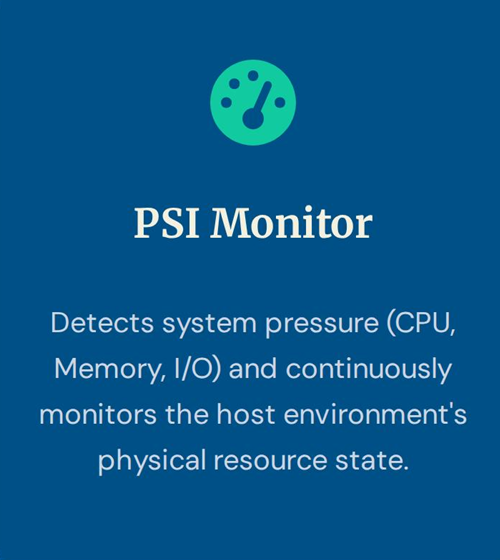 PSI Monitor
Detects system pressure (CPU,
Memory, I/O) and continuously
monitors the host environment's
physical resource state.